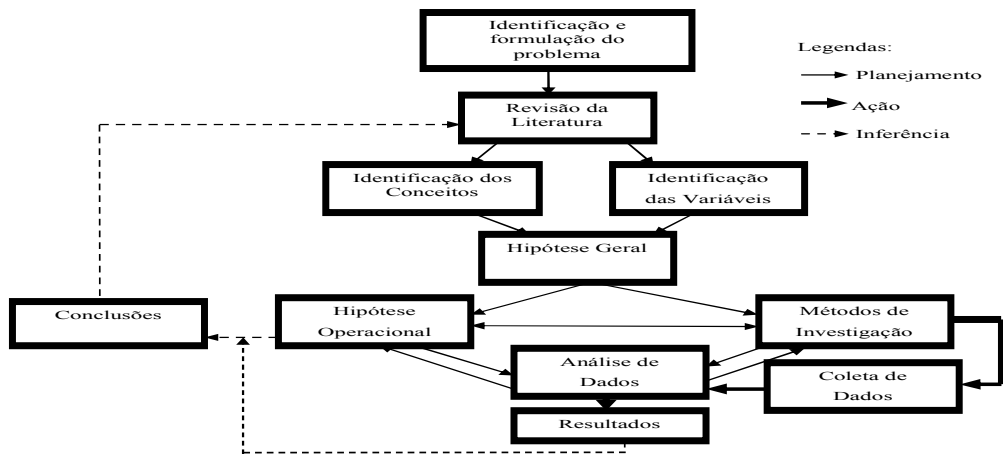 Identificação e
formulação do
problema
Legendas:
Planejamento
Ação
Inferência
Revisão da
Literatura
Identificação dos
Conceitos
Identificação
das Variáveis
Hipótese Geral
Conclusões
Hipótese
Operacional
Métodos de
Investigação
Análise de
Dados
Coleta de
Dados
Resultados